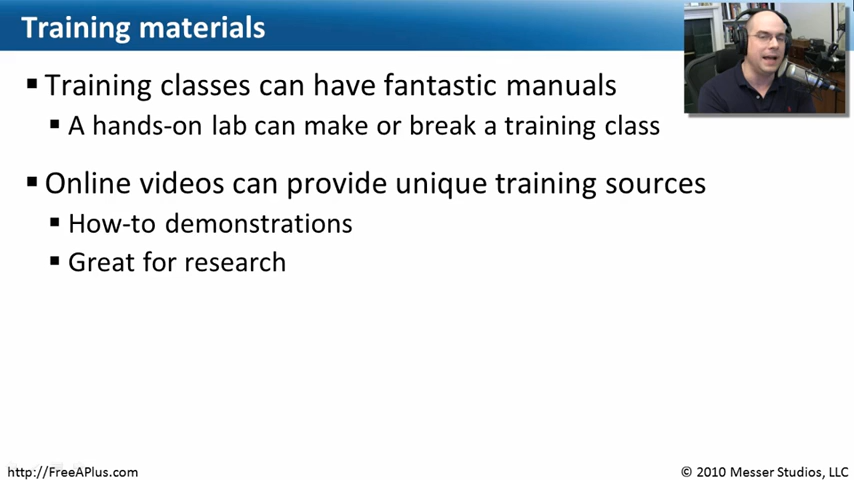 Training materials
▪ Training classes can have fantastic manuals
▪ A hands-on lab can make or break a training class
▪ Online videos can provide unique training sources
▪ How-to demonstrations
▪ Great for research
http://FreeAPlus.com
© 2010 Messer Studios, LLC